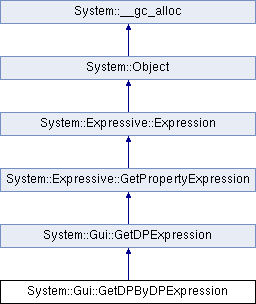 System::__gc_alloc
System::Object
System::Expressive::Expression
System::Expressive::GetPropertyExpression
System::Gui::GetDPExpression
System::Gui::GetDPByDPExpression